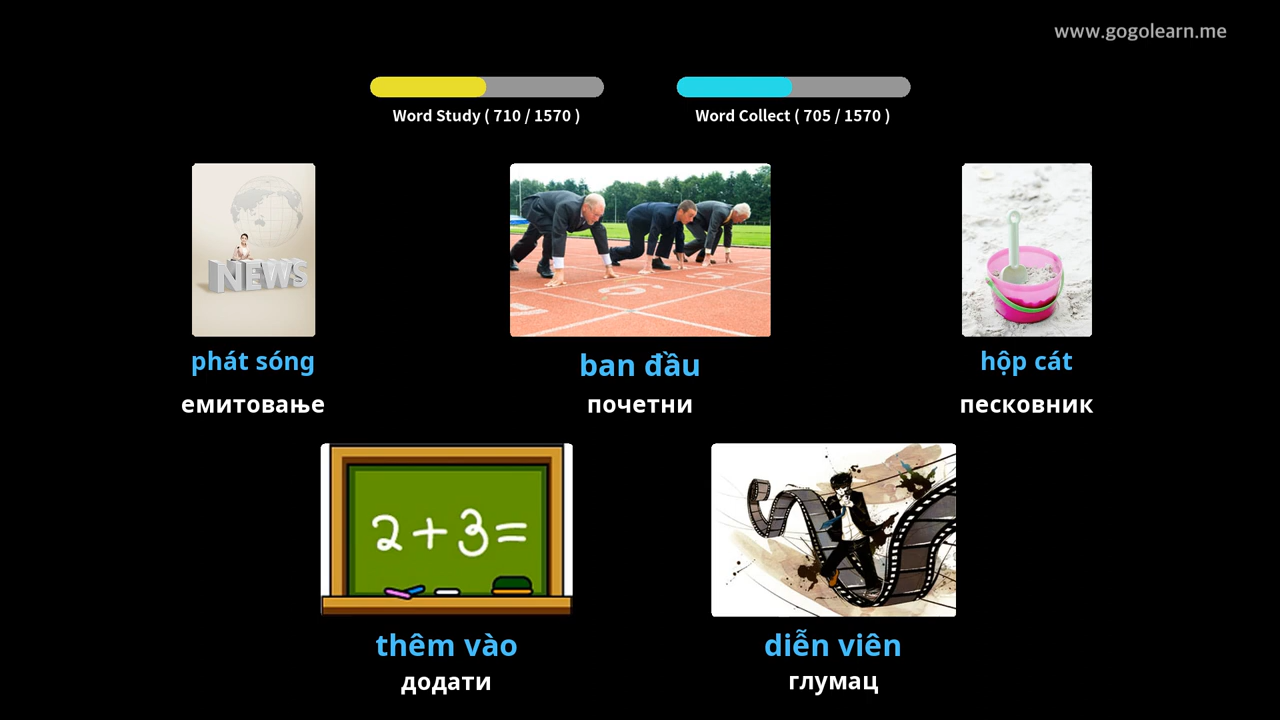 www.gogolearn.me
Word Study ( 710 / 1570 )
Word Collect ( 705 / 1570 )
NEWS
phát sóng
ban đầu
hộp cát
емитовање
почетни
песковник
2+3=
thêm vào
diễn viên
додати
глумац